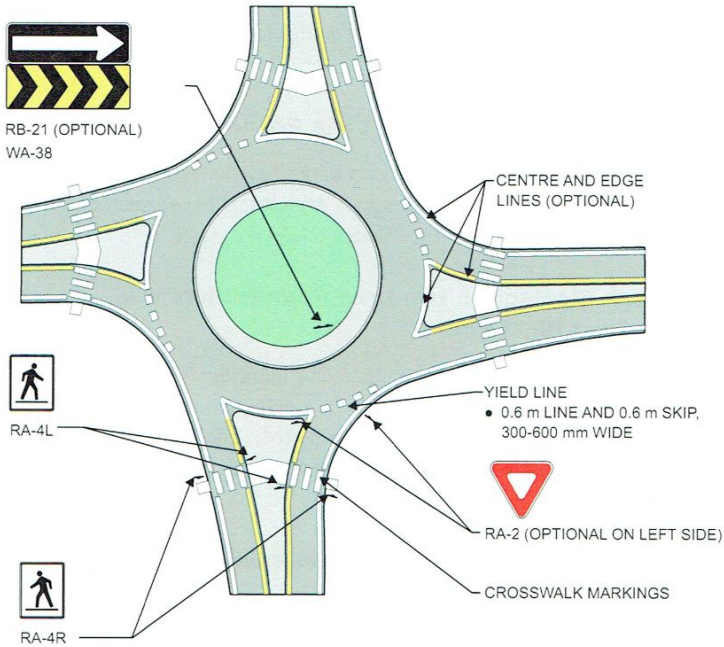 RB-21 (OPTIONAL)
WA-38
CENTRE AND EDGE
LINES (OPTIONAL)
RA-4L
YIELD LINE
• 0.6 m LINE AND 0.6 m SKIP,
300-600 mm WIDE
RA-2 (OPTIONAL ON LEFT SIDE)
CROSSWALK MARKINGS
RA-4R